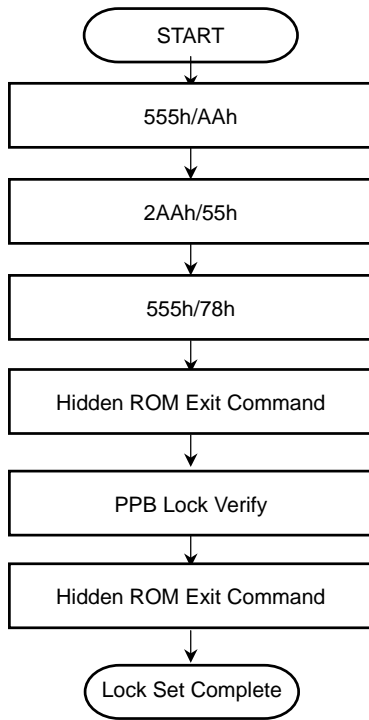 START
555h/AAh
2AAh/55h
555h/78h
Hidden ROM Exit Command
PPB Lock Verify
Hidden ROM Exit Command
Lock Set Complete